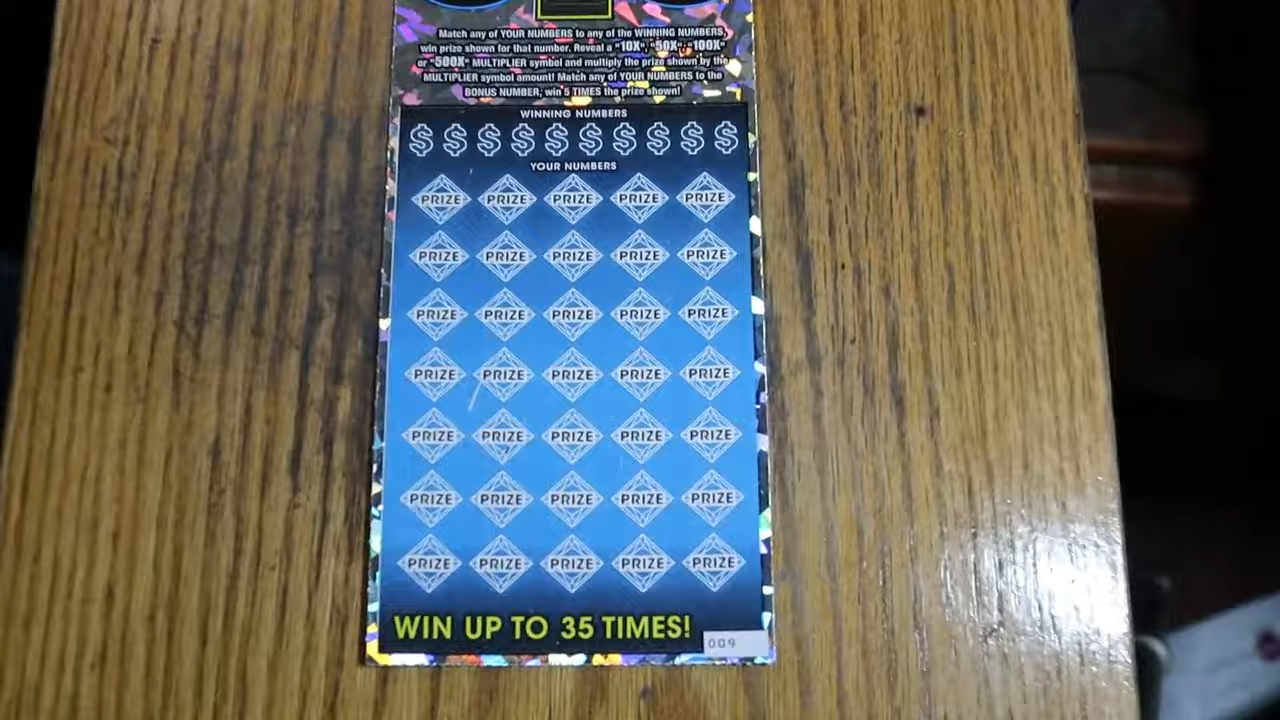 Match any of YOUR NUMBERS to any of the WINNING NUMBERS,
win prize shown for that number. Reveal a "10X", "50X", "100X"
or "500X" MULTIPLIER symbol and multiply the prize shown by the
MULTIPLIER symbol amount! Match any of YOUR NUMBERS to the
BONUS NUMBER, win 5 TIMES the prize shown!
WINNING NUMBERS
$ $ $ $ $ $ $ $ $ $
YOUR NUMBERS
PRIZE PRIZE PRIZE PRIZE PRIZE
PRIZE PRIZE PRIZE PRIZE PRIZE
PRIZE PRIZE PRIZE PRIZE PRIZE
PRIZE PRIZE PRIZE PRIZE PRIZE
PRIZE PRIZE PRIZE PRIZE PRIZE
PRIZE PRIZE PRIZE PRIZE PRIZE
PRIZE PRIZE PRIZE PRIZE PRIZE
WIN UP TO 35 TIMES!
009